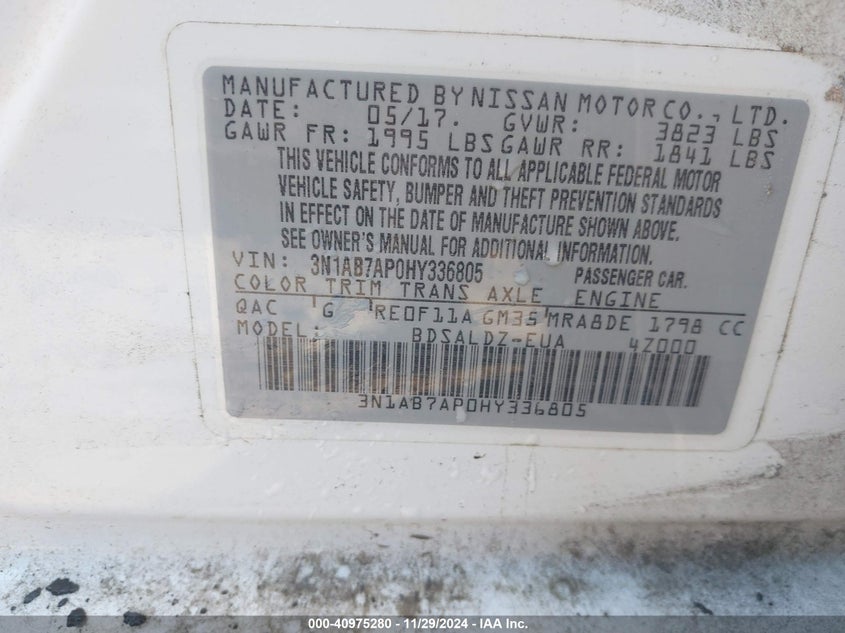 MANUFACTURED BY NISSAN MOTOR CO., LTD.
DATE: 05/17. GVWR: 3823 LBS
GAWR FR: 1995 LBS GAWR RR: 1841 LBS
THIS VEHICLE CONFORMS TO ALL APPLICABLE FEDERAL MOTOR
VEHICLE SAFETY, BUMPER AND THEFT PREVENTION STANDARDS
IN EFFECT ON THE DATE OF MANUFACTURE SHOWN ABOVE.
SEE OWNER'S MANUAL FOR ADDITIONAL INFORMATION.
VIN: 3N1AB7AP0HY336805 PASSENGER CAR.
COLOR TRIM TRANS AXLE ENGINE
QAC G RE0F11A GM35 MRA8DE 1798 CC
MODEL: BDSALDZ-EUA 4Z000
3N1AB7AP0HY336805
000-40975280 - 11/29/2024 - IAAI.COM